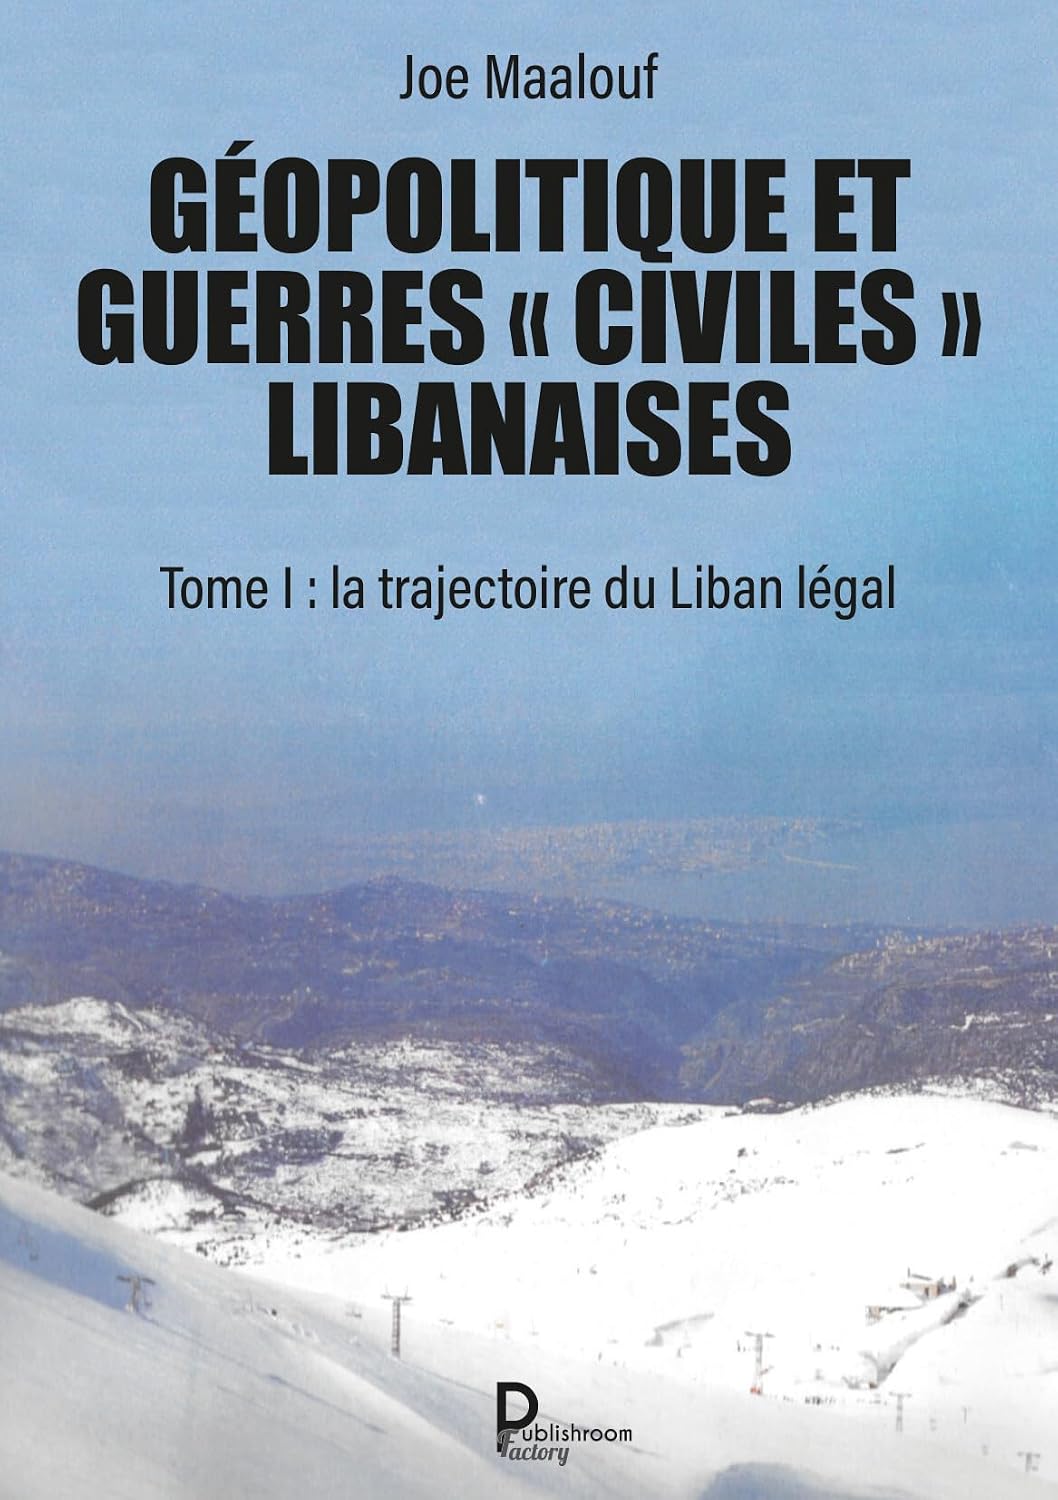 Joe Maalouf
GÉOPOLITIQUE ET
GUERRES « CIVILES »
LIBANAISES
Tome I : la trajectoire du Liban légal
Publishroom
Factory